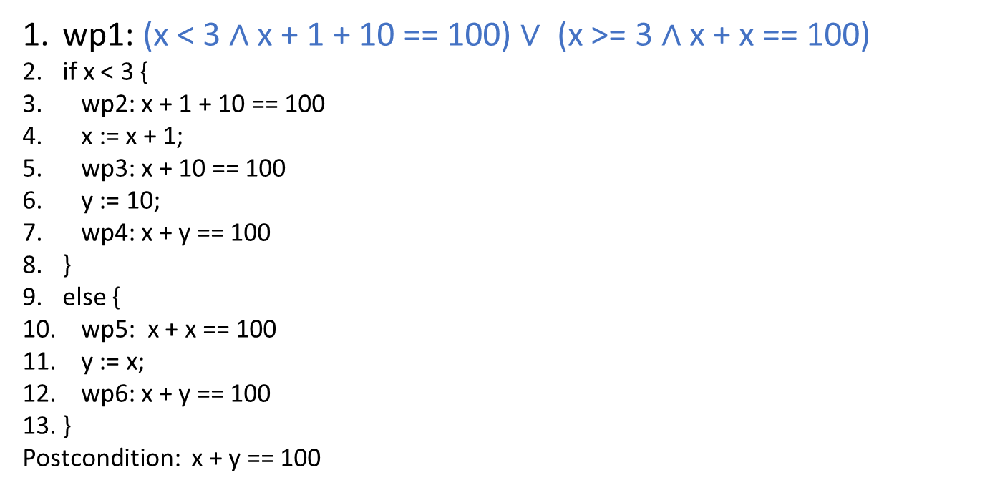 1. wp1: (x < 3 ∧ x + 1 + 10 == 100) ∨ (x >= 3 ∧ x + x == 100)
2. if x < 3 {
3. wp2: x + 1 + 10 == 100
4. x := x + 1;
5. wp3: x + 10 == 100
6. y := 10;
7. wp4: x + y == 100
8. }
9. else {
10. wp5: x + x == 100
11. y := x;
12. wp6: x + y == 100
13. }
Postcondition: x + y == 100